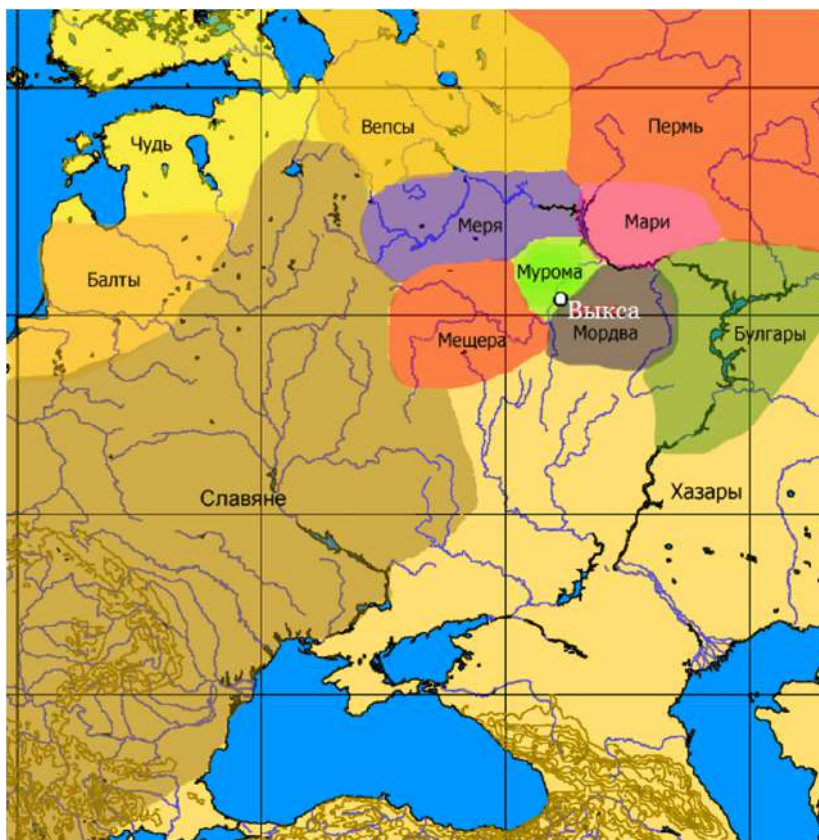 Чудь
Вепсы
Пермь
Меря
Мари
Балты
Мурома
Выкса
Мещера
Мордва
Булгары
Славяне
Хазары